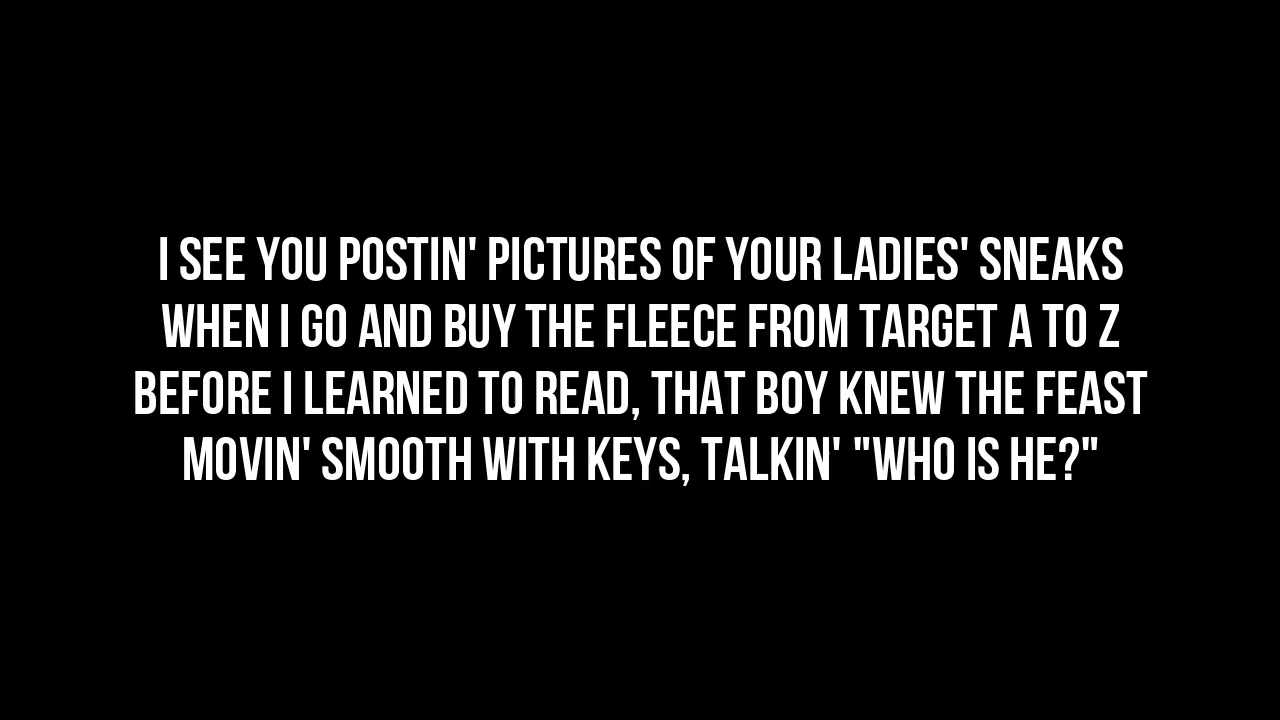 I SEE YOU POSTIN' PICTURES OF YOUR LADIES' SNEAKS
WHEN I GO AND BUY THE FLEECE FROM TARGET A TO Z
BEFORE I LEARNED TO READ, THAT BOY KNEW THE FEAST
MOVIN' SMOOTH WITH KEYS, TALKIN' "WHO IS HE?"